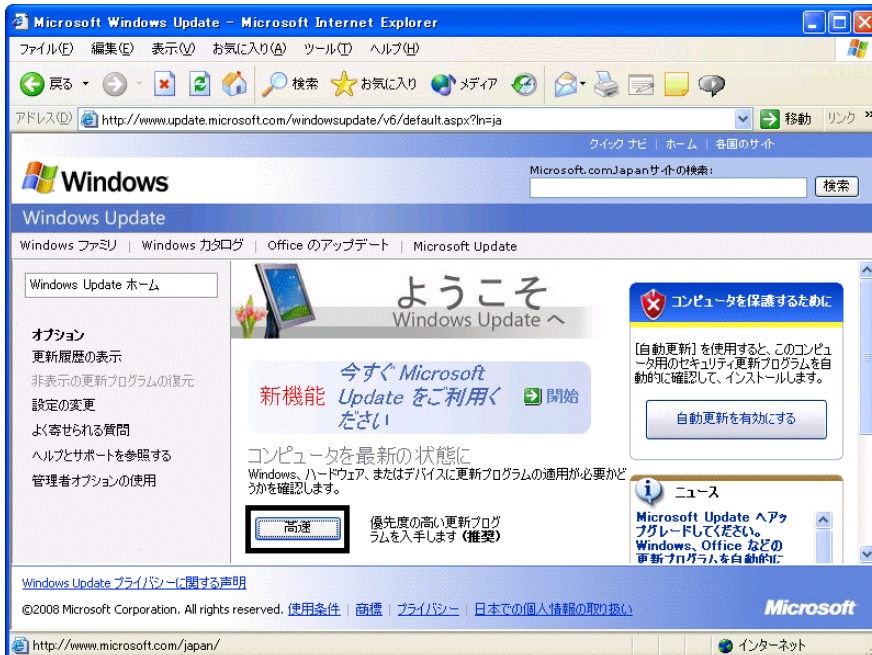 Microsoft Windows Update - Microsoft Internet Explorer
ファイル(F) 編集(E) 表示(V) お気に入り(A) ツール(T) ヘルプ(H)
戻る 検索 お気に入り メディア
アドレス(D) http://www.update.microsoft.com/windowsupdate/v6/default.aspx?ln=ja 移動 リンク »
クイック ナビ | ホーム | 各国のサイト
Windows
Microsoft.comJapanサイトの検索:
検索
Windows Update
Windows ファミリ | Windows カタログ | Office のアップデート | Microsoft Update
Windows Update ホーム
オプション
更新履歴の表示
非表示の更新プログラムの復元
設定の変更
よく寄せられる質問
ヘルプとサポートを参照する
管理者オプションの使用
ようこそ
Windows Update へ
新機能
今すぐ Microsoft
Update をご利用く
ださい
開始
コンピュータを最新の状態に
Windows、ハードウェア、またはデバイスに更新プログラムの適用が必要かど
うかを確認します。
高速
優先度の高い更新プログ
ラムを入手します (推奨)
コンピュータを保護するために
[自動更新] を使用すると、このコンピュ
ータ用のセキュリティ更新プログラムを自
動的に確認して、インストールします。
自動更新を有効にする
ニュース
Microsoft Update へアッ
プグレードしてください。
Windows、Office などの
更新プログラムを自動的に
Windows Update プライバシーに関する声明
©2008 Microsoft Corporation. All rights reserved. 使用条件 | 商標 | プライバシー | 日本での個人情報の取り扱い
Microsoft
http://www.microsoft.com/japan/
インターネット